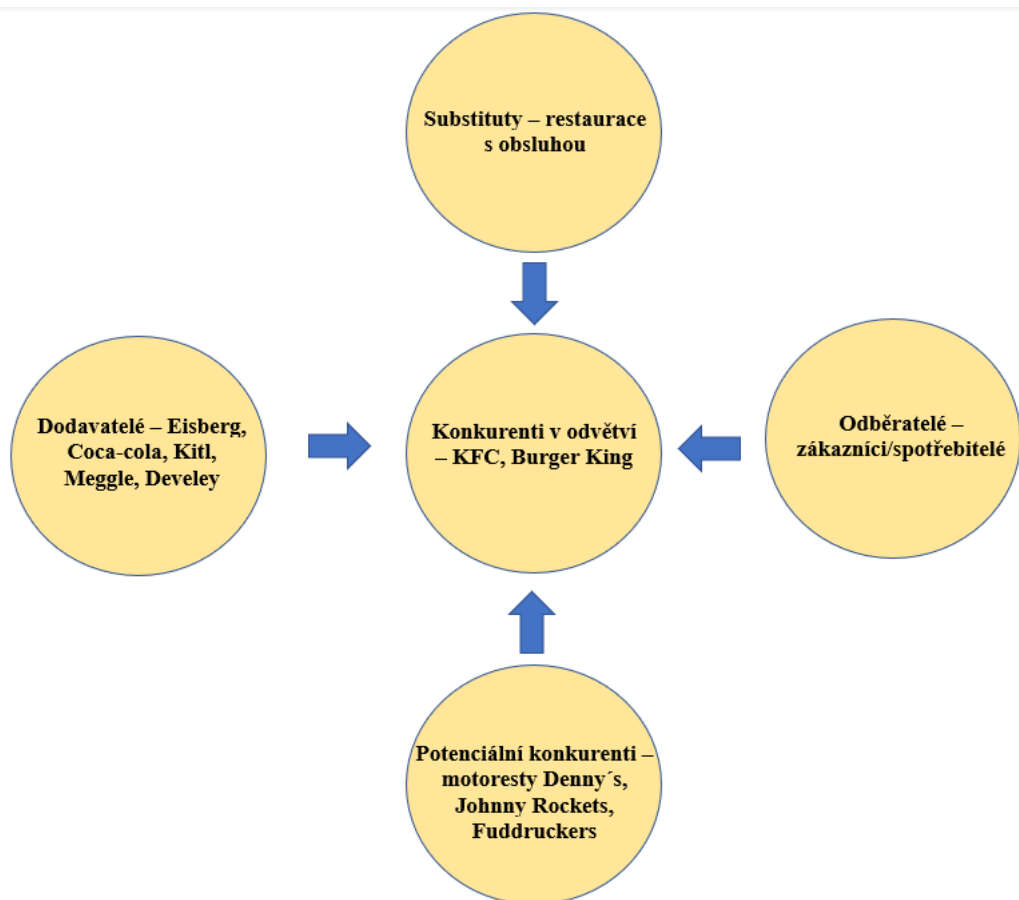 Substituty – restaurace
s obsluhou
Dodavatelé – Eisberg,
Coca-cola, Kitl,
Meggle, Develey
Konkurenti v odvětví
– KFC, Burger King
Odběratelé –
zákazníci/spotřebitelé
Potenciální konkurenti –
motoresty Denny´s,
Johnny Rockets,
Fuddruckers